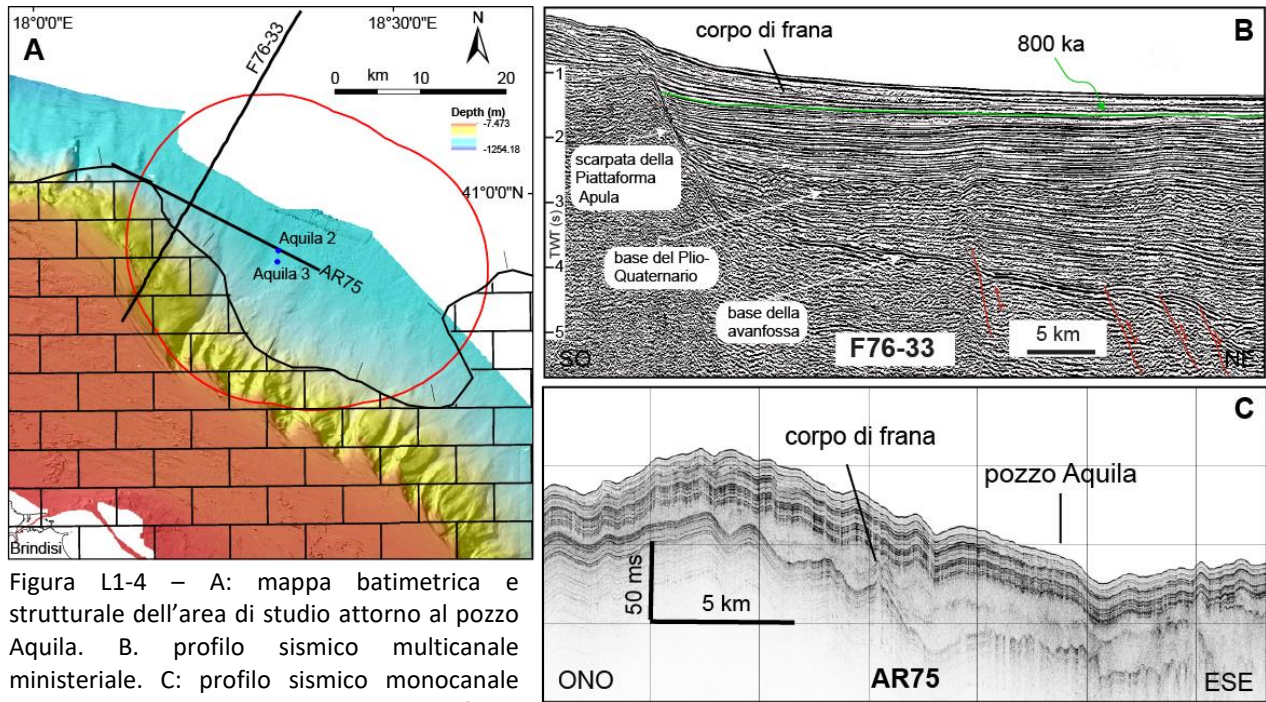 A
18°0'0"E
18°30'0"E
F76-33
N
0 km 10 20
Depth (m)
-7.473
-1254.18
41°0'0"N
Aquila 2
Aquila 3
AR75
Brindisi
B
corpo di frana
800 ka
1
2
3
4
5
TWT (s)
scarpata della
Piattaforma
Apula
base del Plio-
Quaternario
base della
avanfossa
F76-33
5 km
SO
NE
C
corpo di frana
pozzo Aquila
50 ms
5 km
ONO
AR75
ESE
Figura L1-4 – A: mappa batimetrica e
strutturale dell’area di studio attorno al pozzo
Aquila. B. profilo sismico multicanale
ministeriale. C: profilo sismico monocanale